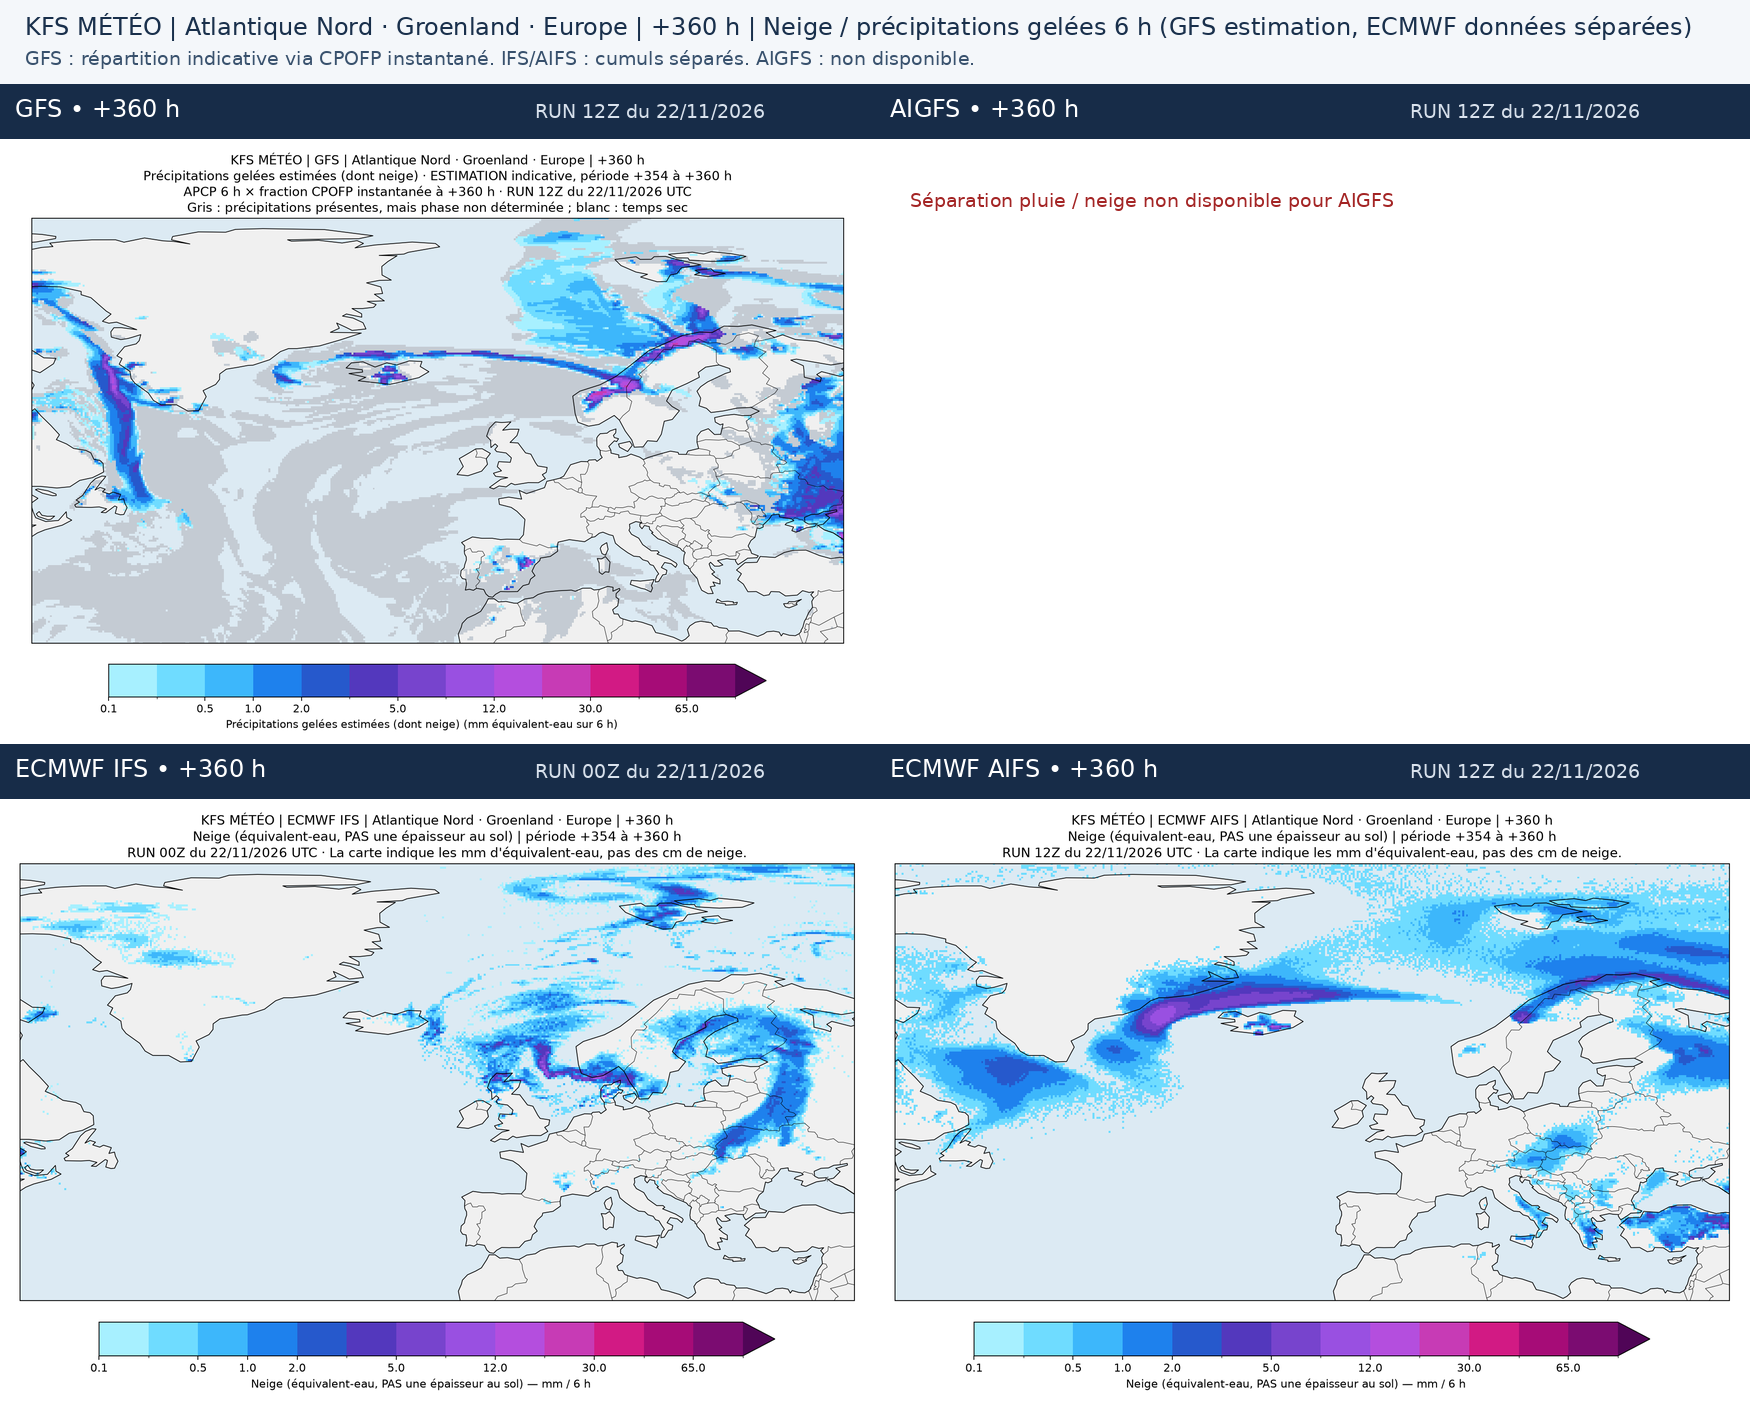 KFS MÉTÉO | Atlantique Nord · Groenland · Europe | +360 h | Neige / précipitations gelées 6 h (GFS estimation, ECMWF données séparées)
GFS : répartition indicative via CPOFP instantané. IFS/AIFS : cumuls séparés. AIGFS : non disponible.
GFS • +360 h
RUN 12Z du 22/11/2026
AIGFS • +360 h
RUN 12Z du 22/11/2026
KFS MÉTÉO | GFS | Atlantique Nord · Groenland · Europe | +360 h
Précipitations gelées estimées (dont neige) · ESTIMATION indicative, période +354 à +360 h
APCP 6 h × fraction CPOFP instantanée à +360 h · RUN 12Z du 22/11/2026 UTC
Gris : précipitations présentes, mais phase non déterminée ; blanc : temps sec
Séparation pluie / neige non disponible pour AIGFS
0.1 0.5 1.0 2.0 5.0 12.0 30.0 65.0
Précipitations gelées estimées (dont neige) (mm équivalent-eau sur 6 h)
ECMWF IFS • +360 h
RUN 00Z du 22/11/2026
ECMWF AIFS • +360 h
RUN 12Z du 22/11/2026
KFS MÉTÉO | ECMWF IFS | Atlantique Nord · Groenland · Europe | +360 h
Neige (équivalent-eau, PAS une épaisseur au sol) | période +354 à +360 h
RUN 00Z du 22/11/2026 UTC · La carte indique les mm d'équivalent-eau, pas des cm de neige.
KFS MÉTÉO | ECMWF AIFS | Atlantique Nord · Groenland · Europe | +360 h
Neige (équivalent-eau, PAS une épaisseur au sol) | période +354 à +360 h
RUN 12Z du 22/11/2026 UTC · La carte indique les mm d'équivalent-eau, pas des cm de neige.
0.1 0.5 1.0 2.0 5.0 12.0 30.0 65.0
Neige (équivalent-eau, PAS une épaisseur au sol) — mm / 6 h
0.1 0.5 1.0 2.0 5.0 12.0 30.0 65.0
Neige (équivalent-eau, PAS une épaisseur au sol) — mm / 6 h